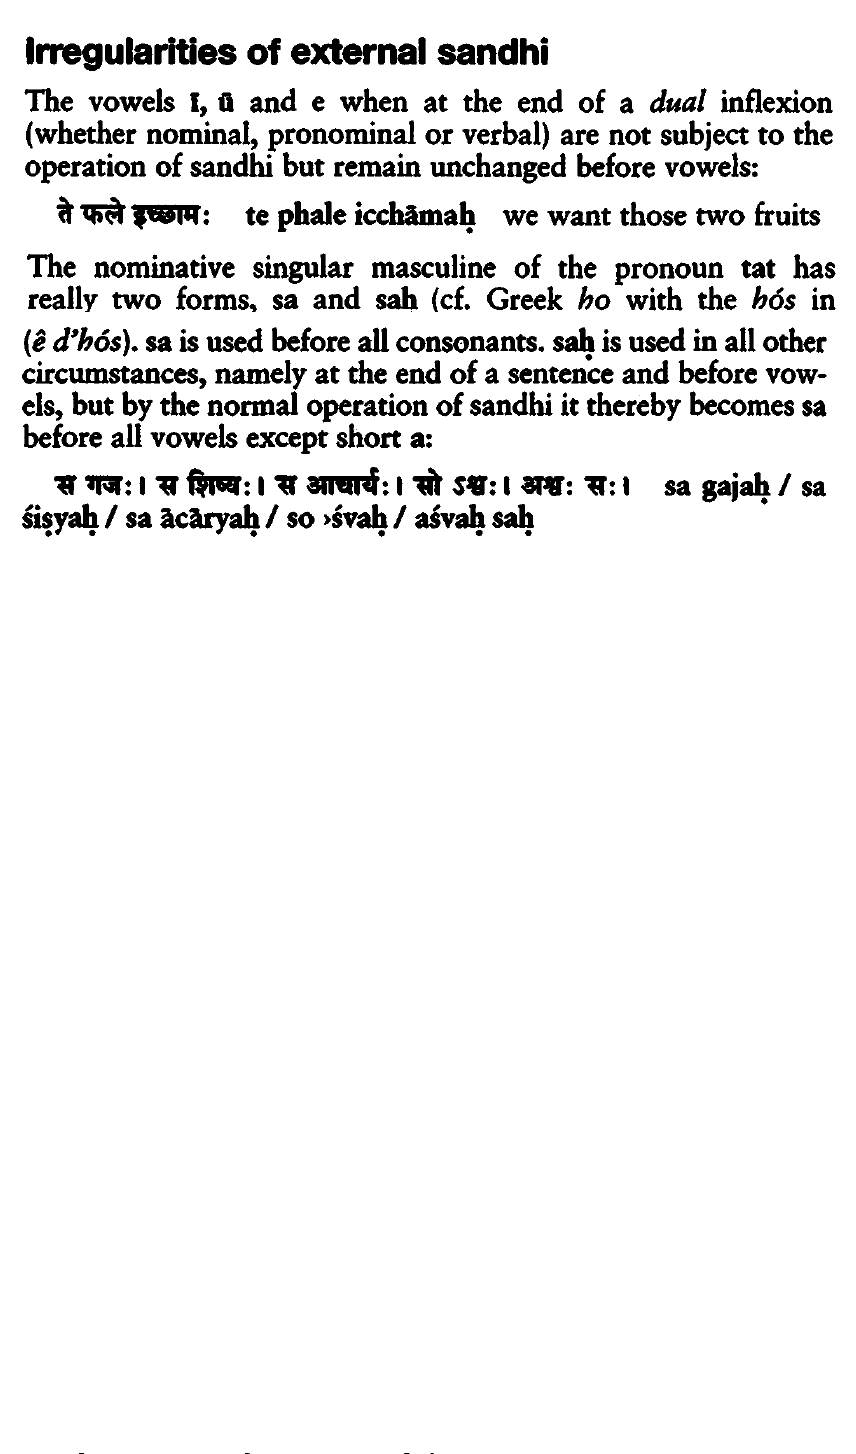 Irregularities of external sandhi
The vowels ī, ū and e when at the end of a dual inflexion
(whether nominal, pronominal or verbal) are not subject to the
operation of sandhi but remain unchanged before vowels:
ते फले इच्छामः te phale icchāmaḥ we want those two fruits
The nominative singular masculine of the pronoun tat has
really two forms, sa and sah (cf. Greek ho with the hós in
(ê d’hós). sa is used before all consonants. saḥ is used in all other
circumstances, namely at the end of a sentence and before vow-
els, but by the normal operation of sandhi it thereby becomes sa
before all vowels except short a:
स गजः। स शिष्यः। स आचार्यः। सो ऽश्वः। अश्वः सः। sa gajaḥ / sa
śiṣyaḥ / sa ācāryaḥ / so ›śvaḥ / aśvaḥ saḥ